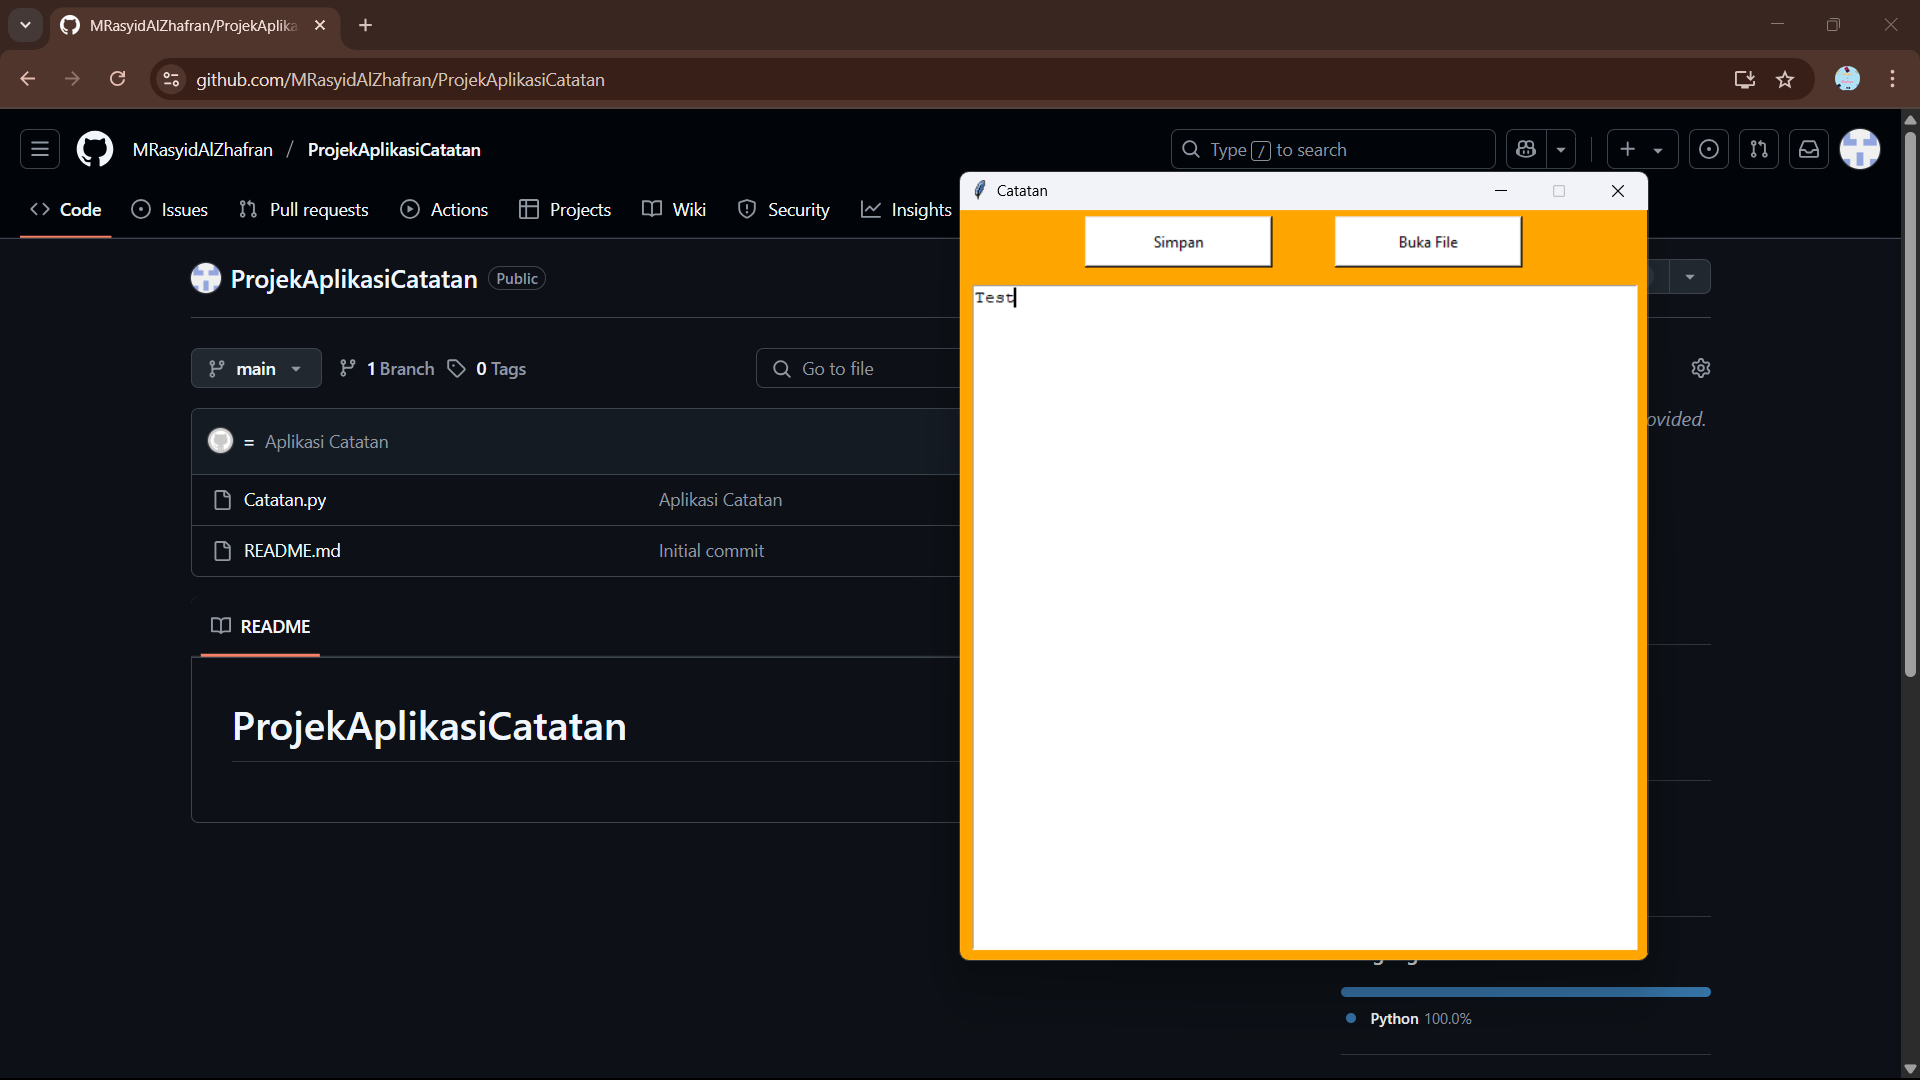 MRasyidAlZhafran/ProjekAplika
github.com/MRasyidAlZhafran/ProjekAplikasiCatatan
MRasyidAlZhafran / ProjekAplikasiCatatan
Type / to search
Code Issues Pull requests Actions Projects Wiki Security Insights
Catatan
Simpan Buka File
Test
ProjekAplikasiCatatan Public
main 1 Branch 0 Tags Go to file
ovided.
= Aplikasi Catatan
Catatan.py Aplikasi Catatan
README.md Initial commit
README
ProjekAplikasiCatatan
Python 100.0%